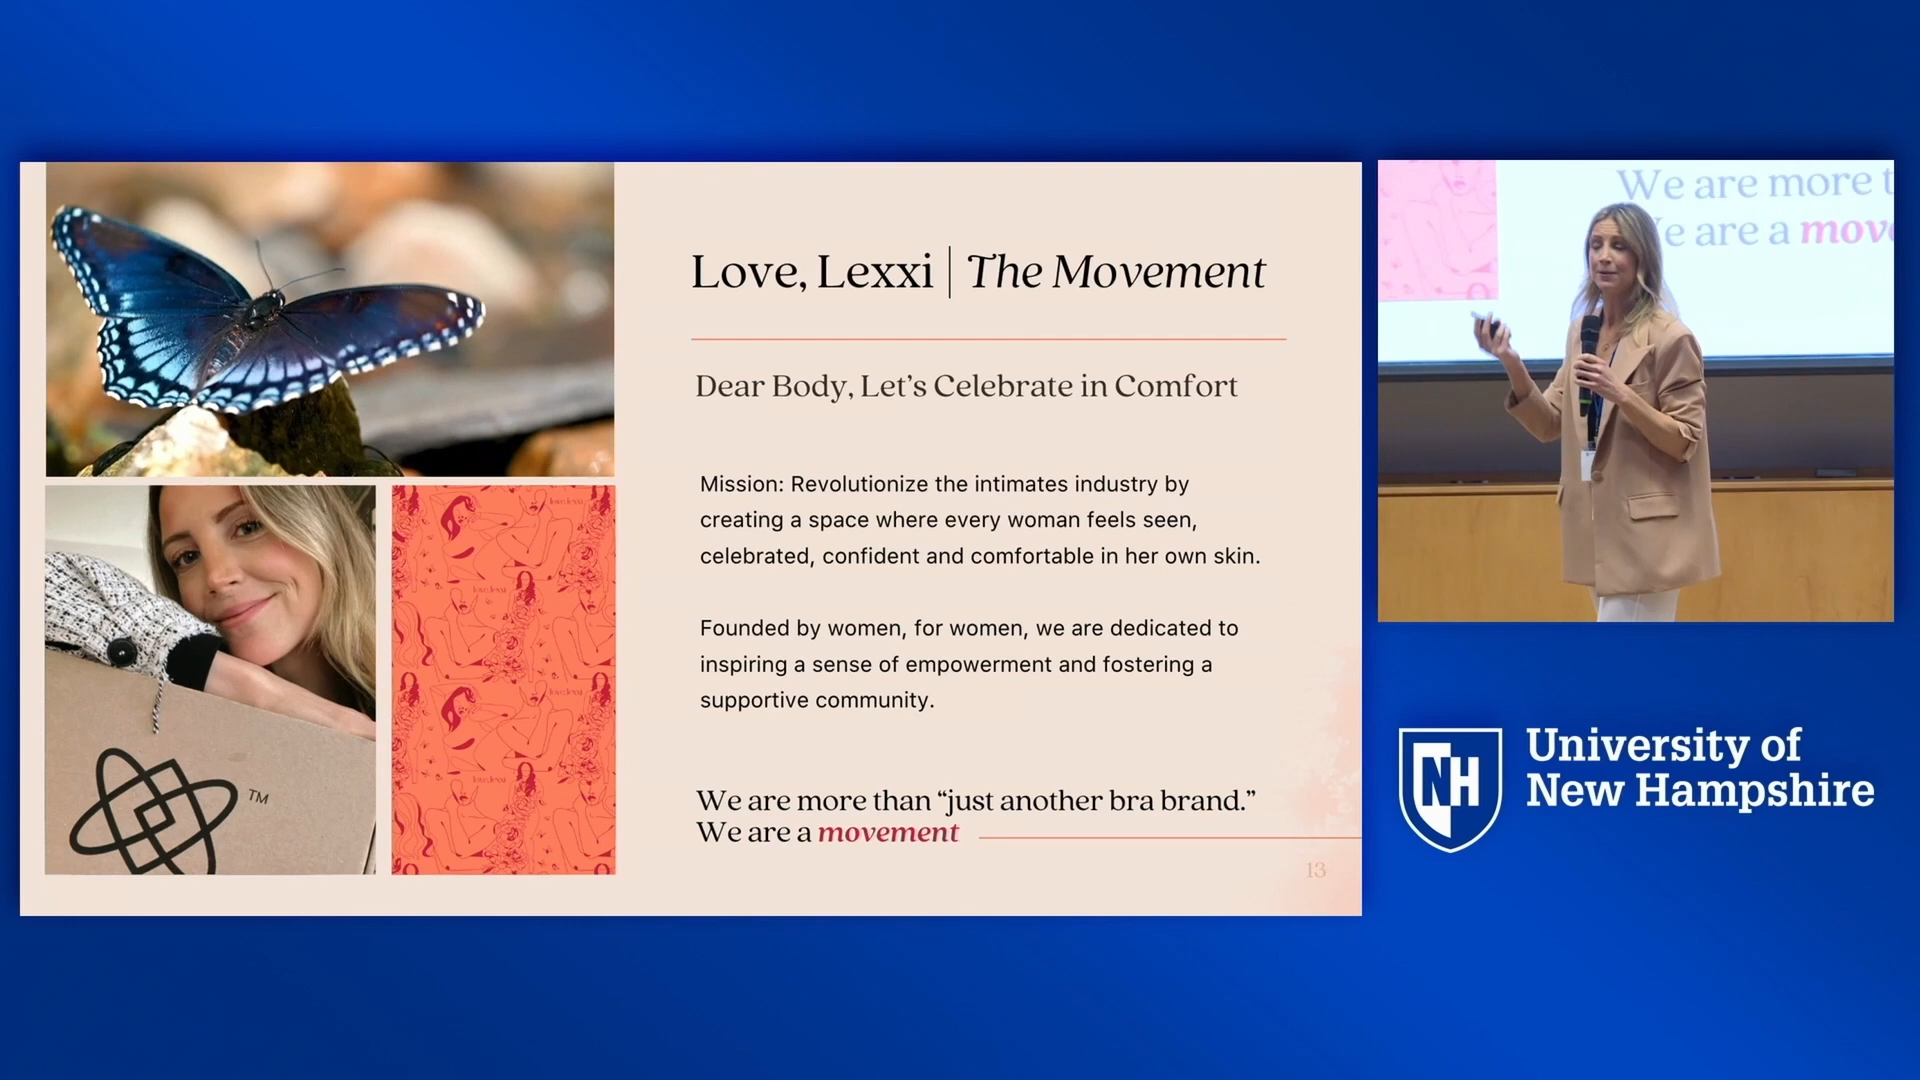 Love, Lexxi | The Movement
Dear Body, Let's Celebrate in Comfort
Mission: Revolutionize the intimates industry by
creating a space where every woman feels seen,
celebrated, confident and comfortable in her own skin.
Founded by women, for women, we are dedicated to
inspiring a sense of empowerment and fostering a
supportive community.
We are more than “just another bra brand.”
We are a movement
13
TM
We are more t
e are a mov
NH
University of
New Hampshire